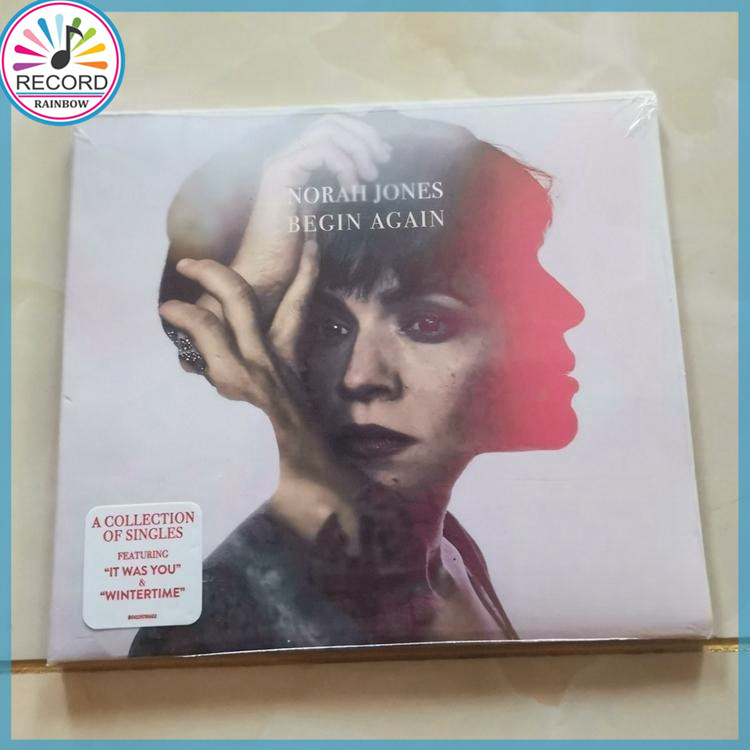 RECORD
RAINBOW
NORAH JONES
BEGIN AGAIN
A COLLECTION
OF SINGLES
FEATURING
“IT WAS YOU”
&
“WINTERTIME”